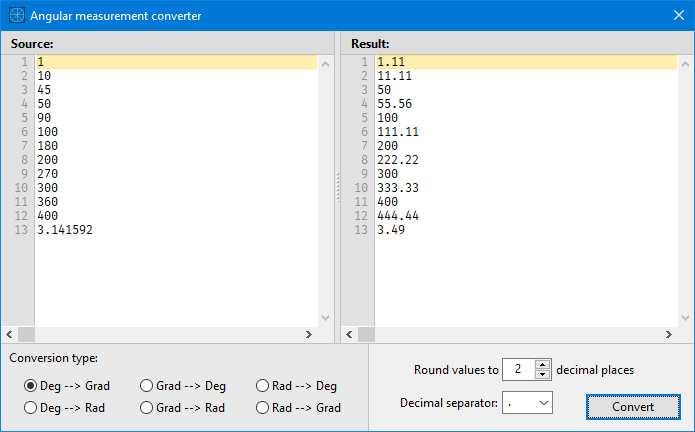 Angular measurement converter
Source:
1 1
2 10
3 45
4 50
5 90
6 100
7 180
8 200
9 270
10 300
11 360
12 400
13 3.141592
Result:
1 1.11
2 11.11
3 50
4 55.56
5 100
6 111.11
7 200
8 222.22
9 300
10 333.33
11 400
12 444.44
13 3.49
Conversion type:
Deg --> Grad Grad --> Deg Rad --> Deg
Deg --> Rad Grad --> Rad Rad --> Grad
Round values to 2 decimal places
Decimal separator: .
Convert